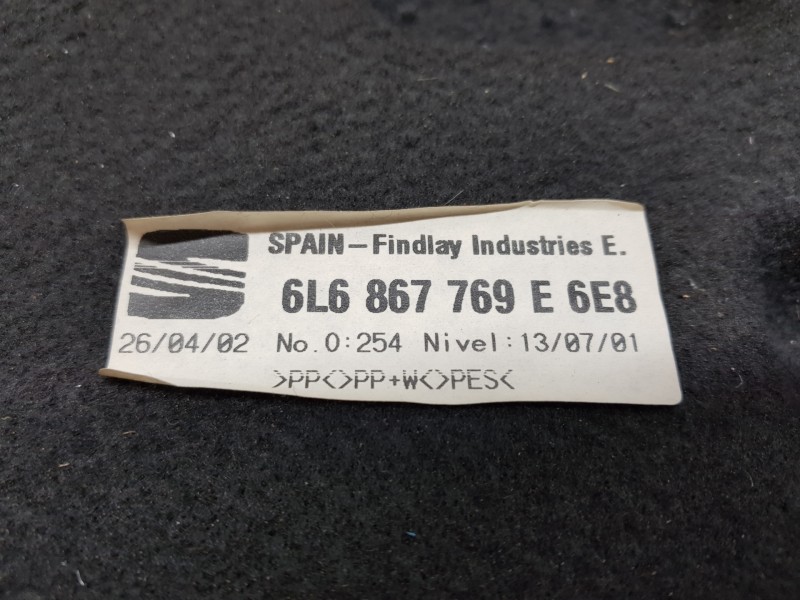 SPAIN-Findlay Industries E.
6L6 867 769 E 6E8
26/04/02 No.0:254 Nivel:13/07/01
>PP<>PP+W<>PES<